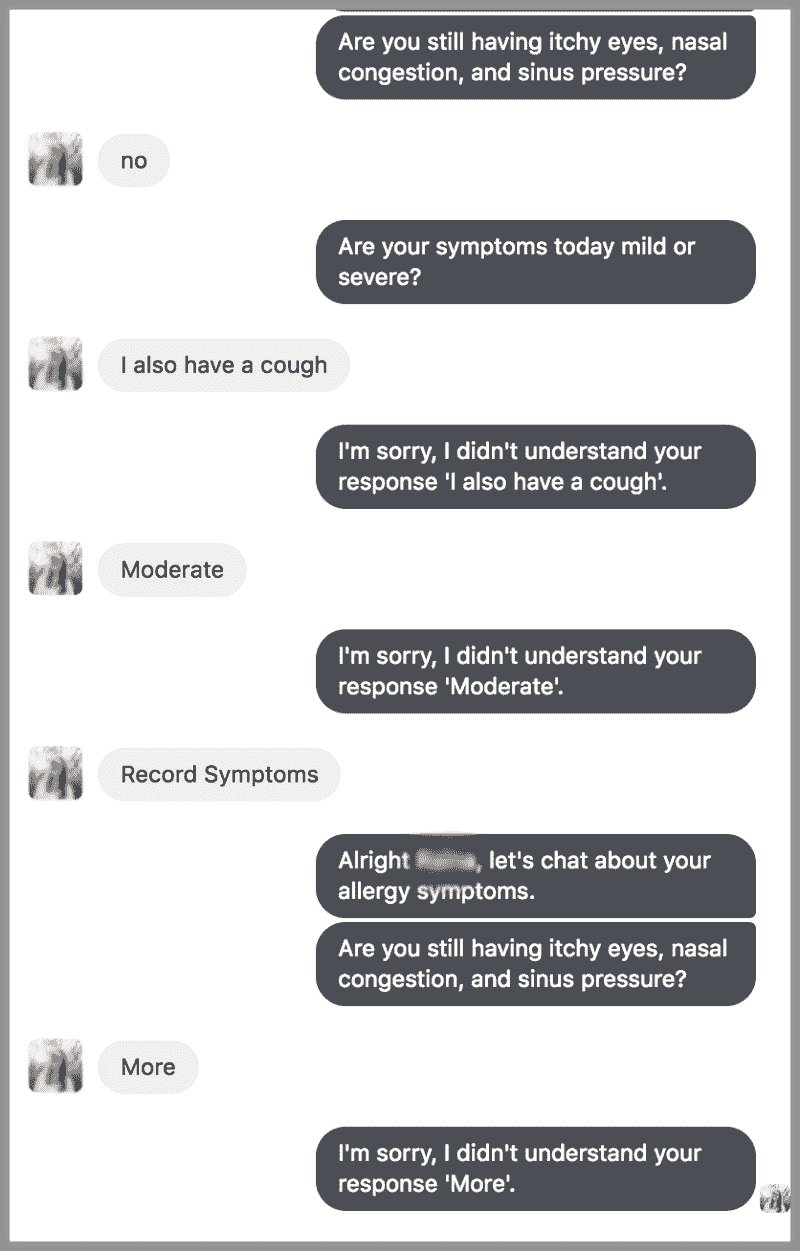 Are you still having itchy eyes, nasal
congestion, and sinus pressure?
no
Are your symptoms today mild or
severe?
I also have a cough
I'm sorry, I didn't understand your
response 'I also have a cough'.
Moderate
I'm sorry, I didn't understand your
response 'Moderate'.
Record Symptoms
Alright , let's chat about your
allergy symptoms.
Are you still having itchy eyes, nasal
congestion, and sinus pressure?
More
I'm sorry, I didn't understand your
response 'More'.